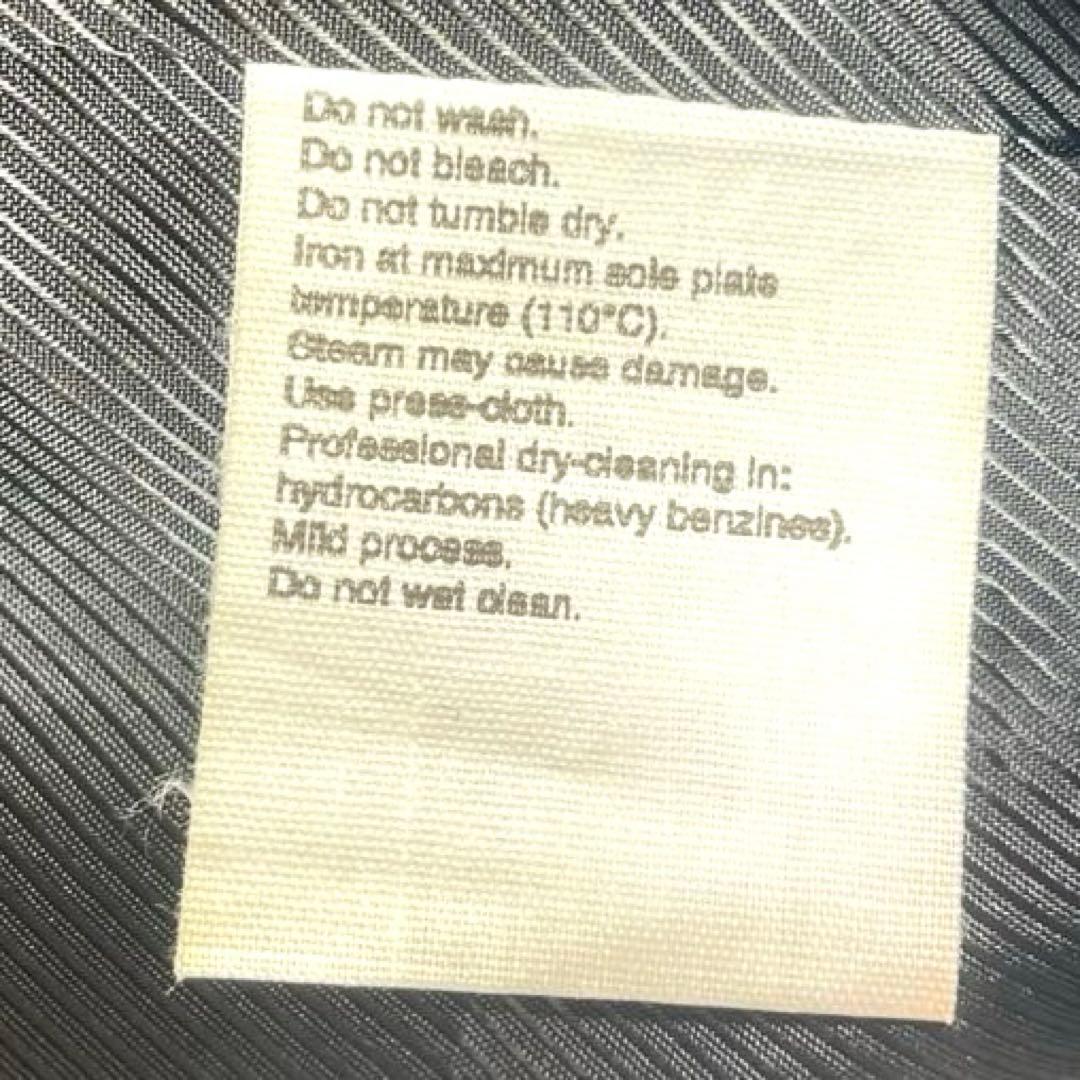 Do not wash.
Do not bleach.
Do not tumble dry.
Iron at maximum sole plate
temperature (110°C).
Steam may cause damage.
Use press-cloth.
Professional dry-cleaning in:
hydrocarbons (heavy benzines).
Mild process.
Do not wet clean.